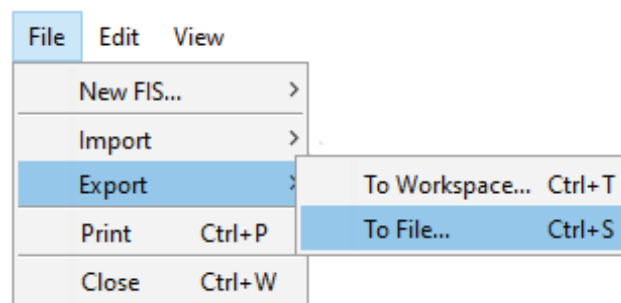 File Edit View
New FIS... >
Import >
Export >
To Workspace... Ctrl+T
To File... Ctrl+S
Print Ctrl+P
Close Ctrl+W